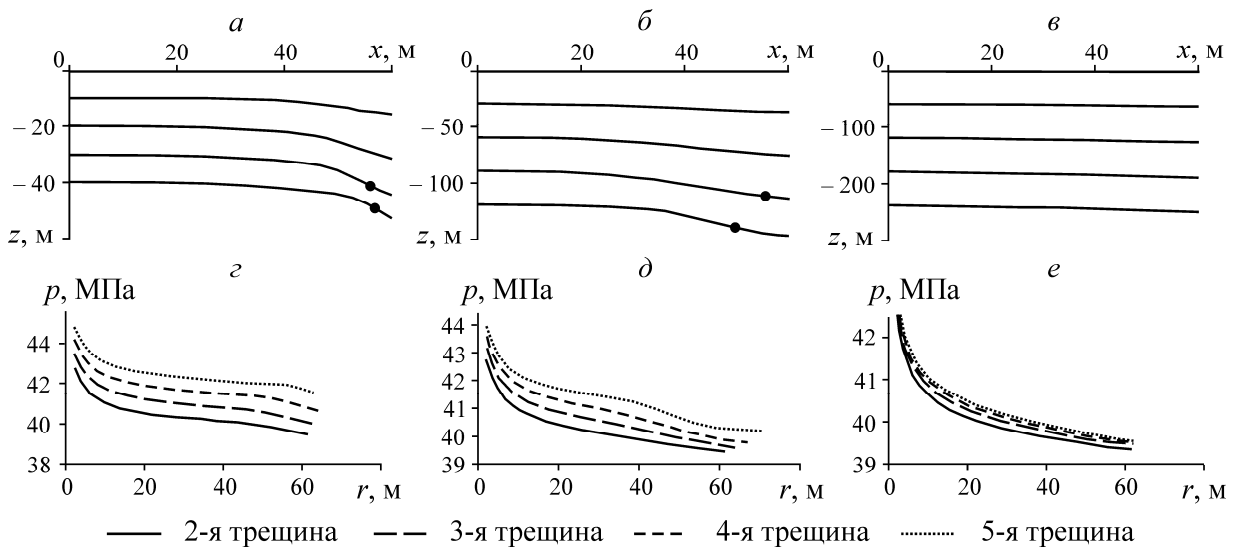 а б в
0 20 40 x, м 0 20 40 x, м 0 20 40 x, м
– 20 – 50 – 100
– 40 – 100 – 200
z, м z, м z, м
г д е
p, МПа p, МПа p, МПа
44 42 40 38
44 43 42 41 40 39
42 41 40 39
0 20 40 60 r, м 0 20 40 60 r, м 0 20 40 60 r, м
2-я трещина 3-я трещина 4-я трещина 5-я трещина